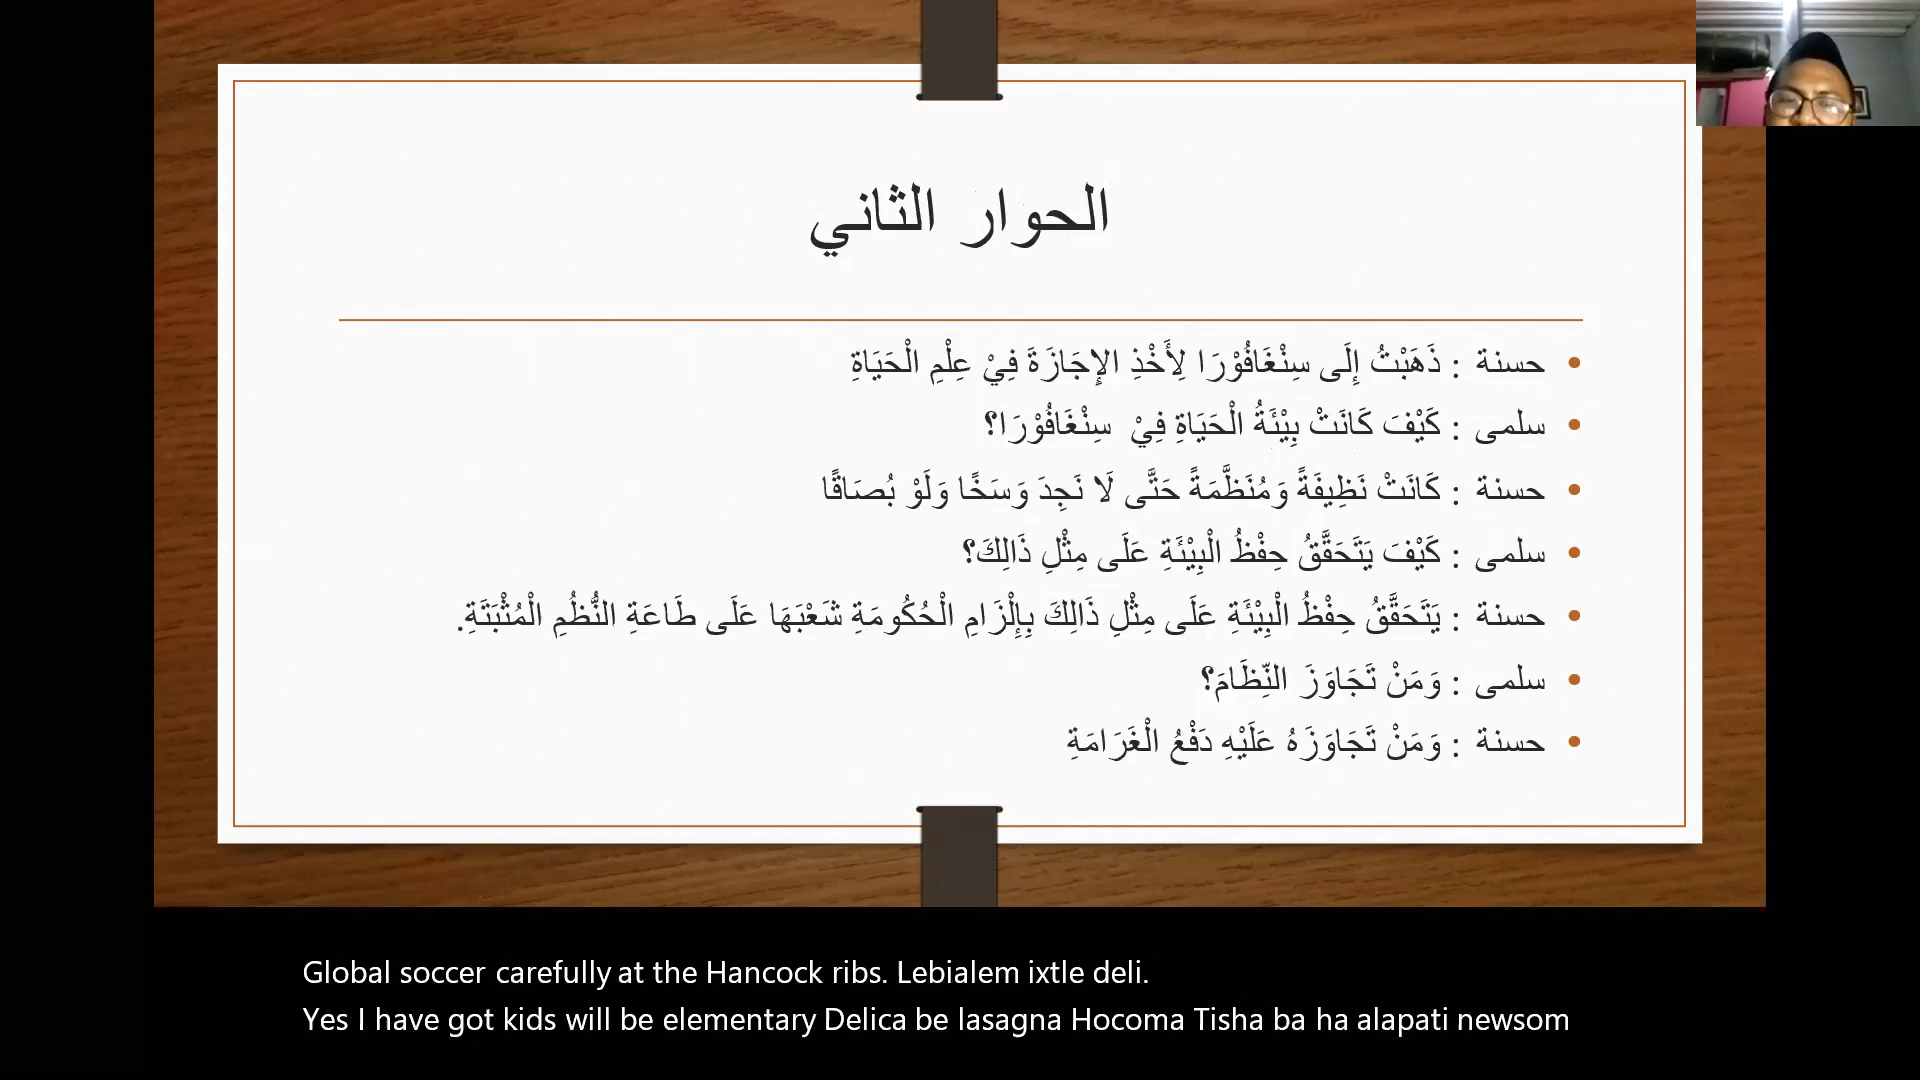 الحوار الثاني
• حسنة : ذَهَبْتُ إِلَى سِنْغَافُوْرَا لِأَخْذِ الإِجَازَةَ فِيْ عِلْمِ الْحَيَاةِ
• سلمى : كَيْفَ كَانَتْ بِيْئَةُ الْحَيَاةِ فِيْ سِنْغَافُوْرَا؟
• حسنة : كَانَتْ نَظِيفَةً وَمُنَظَّمَةً حَتَّى لَا نَجِدَ وَسَخًا وَلَوْ بُصَاقًا
• سلمى : كَيْفَ يَتَحَقَّقُ حِفْظُ الْبِيْئَةِ عَلَى مِثْلِ ذَالِكَ؟
• حسنة : يَتَحَقَّقُ حِفْظُ الْبِيْئَةِ عَلَى مِثْلِ ذَالِكَ بِإِلْزَامِ الْحُكُومَةِ شَعْبَهَا عَلَى طَاعَةِ النُّظُمِ الْمُثْبَتَةِ.
• سلمى : وَمَنْ تَجَاوَزَ النِّظَامَ؟
• حسنة : وَمَنْ تَجَاوَزَهُ عَلَيْهِ دَفْعُ الْغَرَامَةِ
Global soccer carefully at the Hancock ribs. Lebialem ixtle deli.
Yes I have got kids will be elementary Delica be lasagna Hocoma Tisha ba ha alapati newsom